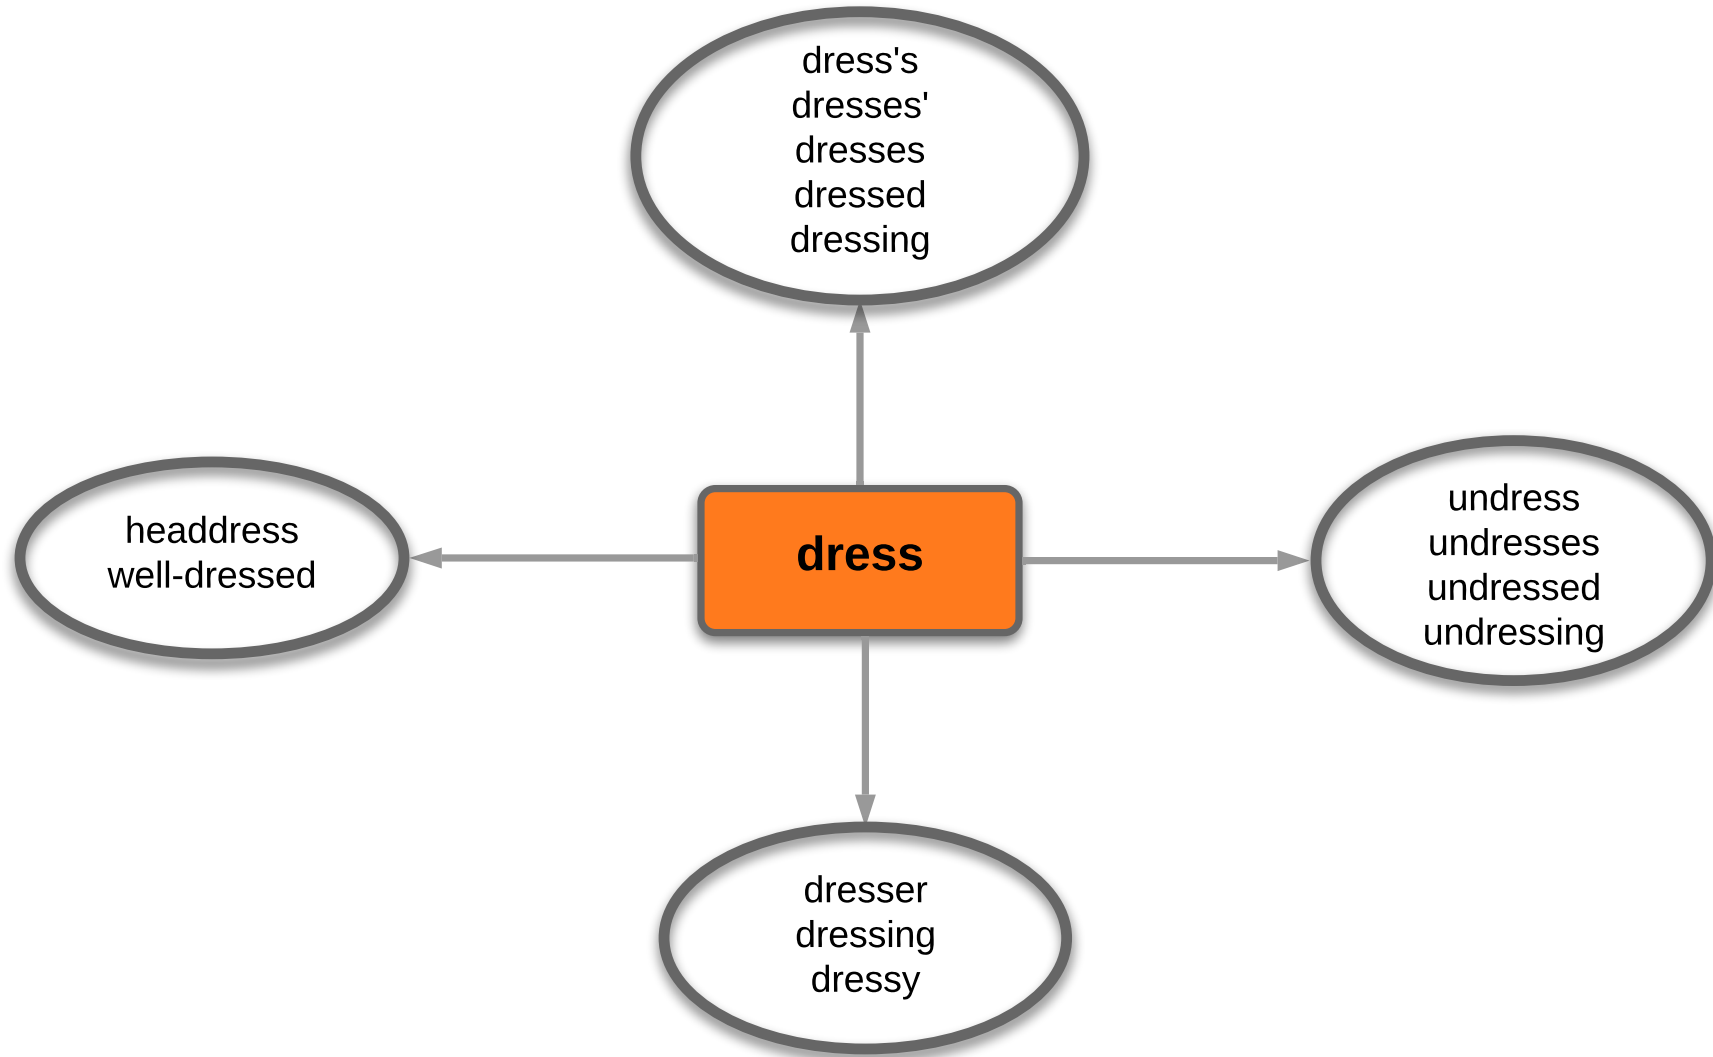 dress's
dresses'
dresses
dressed
dressing
headdress
well-dressed
dress
undress
undresses
undressed
undressing
dresser
dressing
dressy